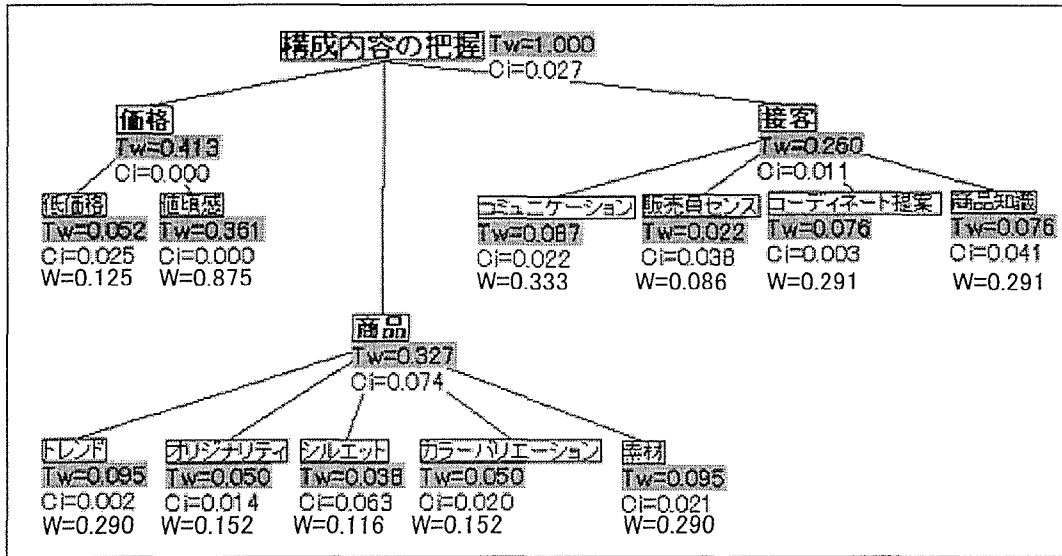 構成内容の把握 Tw=1.000
Ci=0.027
価格
Tw=0.413
Ci=0.000
接客
Tw=0.260
Ci=0.011
低価格
Tw=0.052
Ci=0.025
W=0.125
値頃感
Tw=0.361
Ci=0.000
W=0.875
コミュニケーション
Tw=0.087
Ci=0.022
W=0.333
販売員センス
Tw=0.022
Ci=0.038
W=0.086
コーディネート提案
Tw=0.076
Ci=0.003
W=0.291
商品知識
Tw=0.076
Ci=0.041
W=0.291
商品
Tw=0.327
Ci=0.074
トレンド
Tw=0.095
Ci=0.002
W=0.290
オリジナリティ
Tw=0.050
Ci=0.014
W=0.152
シルエット
Tw=0.038
Ci=0.063
W=0.116
カラーバリエーション
Tw=0.050
Ci=0.020
W=0.152
素材
Tw=0.095
Ci=0.021
W=0.290